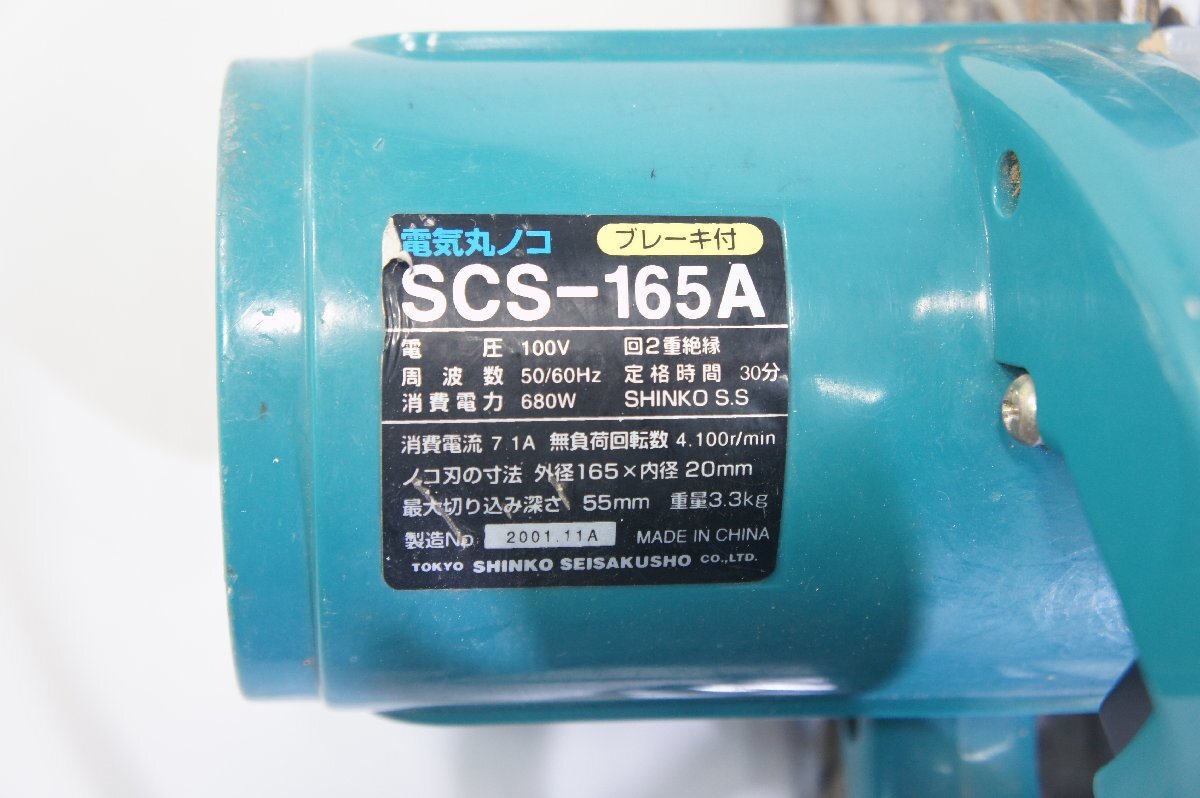 電気丸ノコ ブレーキ付
SCS-165A
電圧 100V 回2重絶縁
周波数 50/60Hz 定格時間 30分
消費電力 680W SHINKO S.S
消費電流 7.1A 無負荷回転数 4.100r/min
ノコ刃の寸法 外径165×内径20mm
最大切り込み深さ 55mm 重量3.3kg
製造No 2001.11A MADE IN CHINA
TOKYO SHINKO SEISAKUSHO CO.,LTD.